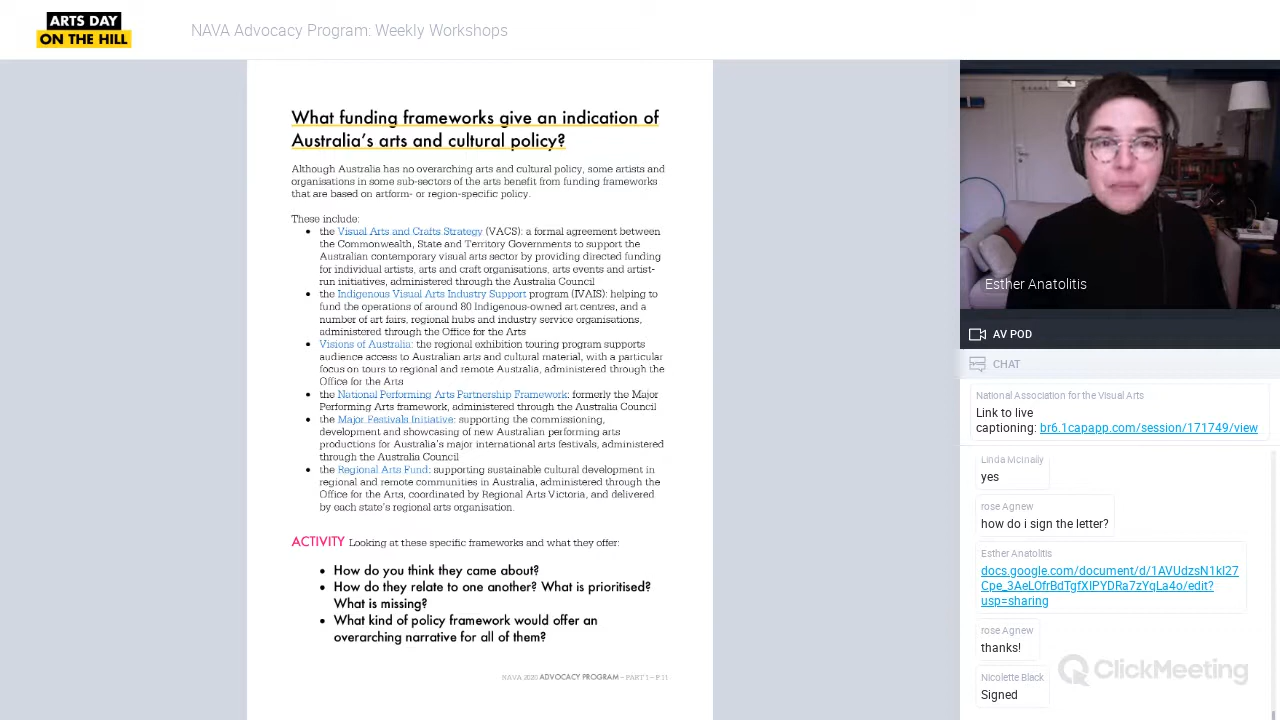 ARTS DAY
ON THE HILL
NAVA Advocacy Program: Weekly Workshops
What funding frameworks give an indication of
Australia's arts and cultural policy?
Although Australia has no overarching arts and cultural policy, some artists and
organisations in some sub-sectors of the arts benefit from funding frameworks
that are based on artform- or region-specific policy.
These include:
• the Visual Arts and Crafts Strategy (VACS): a formal agreement between
the Commonwealth, State and Territory Governments to support the
Australian contemporary visual arts sector by providing directed funding
for individual artists, arts and craft organisations, arts events and artist-
run initiatives, administered through the Australia Council
• the Indigenous Visual Arts Industry Support program (IVAIS): helping to
fund the operations of around 80 Indigenous-owned art centres, and a
number of art fairs, regional hubs and industry service organisations,
administered through the Office for the Arts
• Visions of Australia: the regional exhibition touring program supports
audience access to Australian arts and cultural material, with a particular
focus on tours to regional and remote Australia, administered through the
Office for the Arts
• the National Performing Arts Partnership Framework: formerly the Major
Performing Arts framework, administered through the Australia Council
• the Major Festivals Initiative: supporting the commissioning,
development and showcasing of new Australian performing arts
productions for Australia's major international arts festivals, administered
through the Australia Council
• the Regional Arts Fund: supporting sustainable cultural development in
regional and remote communities in Australia, administered through the
Office for the Arts, coordinated by Regional Arts Victoria, and delivered
by each state's regional arts organisation.
ACTIVITY Looking at these specific frameworks and what they offer:
• How do you think they came about?
• How do they relate to one another? What is prioritised?
What is missing?
• What kind of policy framework would offer an
overarching narrative for all of them?
NAVA 2020 ADVOCACY PROGRAM – PART 1 – P.11
Esther Anatolitis
AV POD
CHAT
National Association for the Visual Arts
Link to live
captioning: br6.1capapp.com/session/171749/view
Linda McInally
yes
rose Agnew
how do i sign the letter?
Esther Anatolitis
docs.google.com/document/d/1AVUdzsN1kl27
Cpe_3AeLOfrBdTgfXIPYDRa7zYqLa4o/edit?
usp=sharing
rose Agnew
thanks!
Nicolette Black
Signed
ClickMeeting